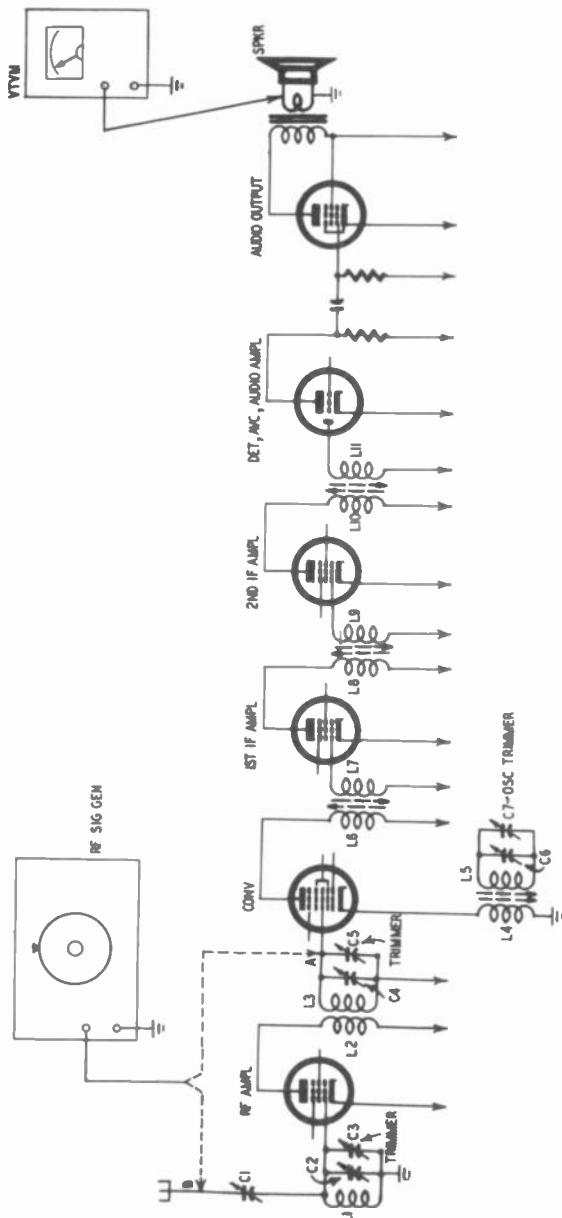 RF SIG GEN
VTVM
B
C1
A
RF AMPL
CONV
1ST IF AMPL
2ND IF AMPL
DET, AVC, AUDIO AMPL
AUDIO OUTPUT
SPKR
L1
C2
C3
TRIMMER
L2
L3
C4
C5
TRIMMER
L6
L7
L8
L9
L10
L11
L4
L5
C6
C7-OSC TRIMMER